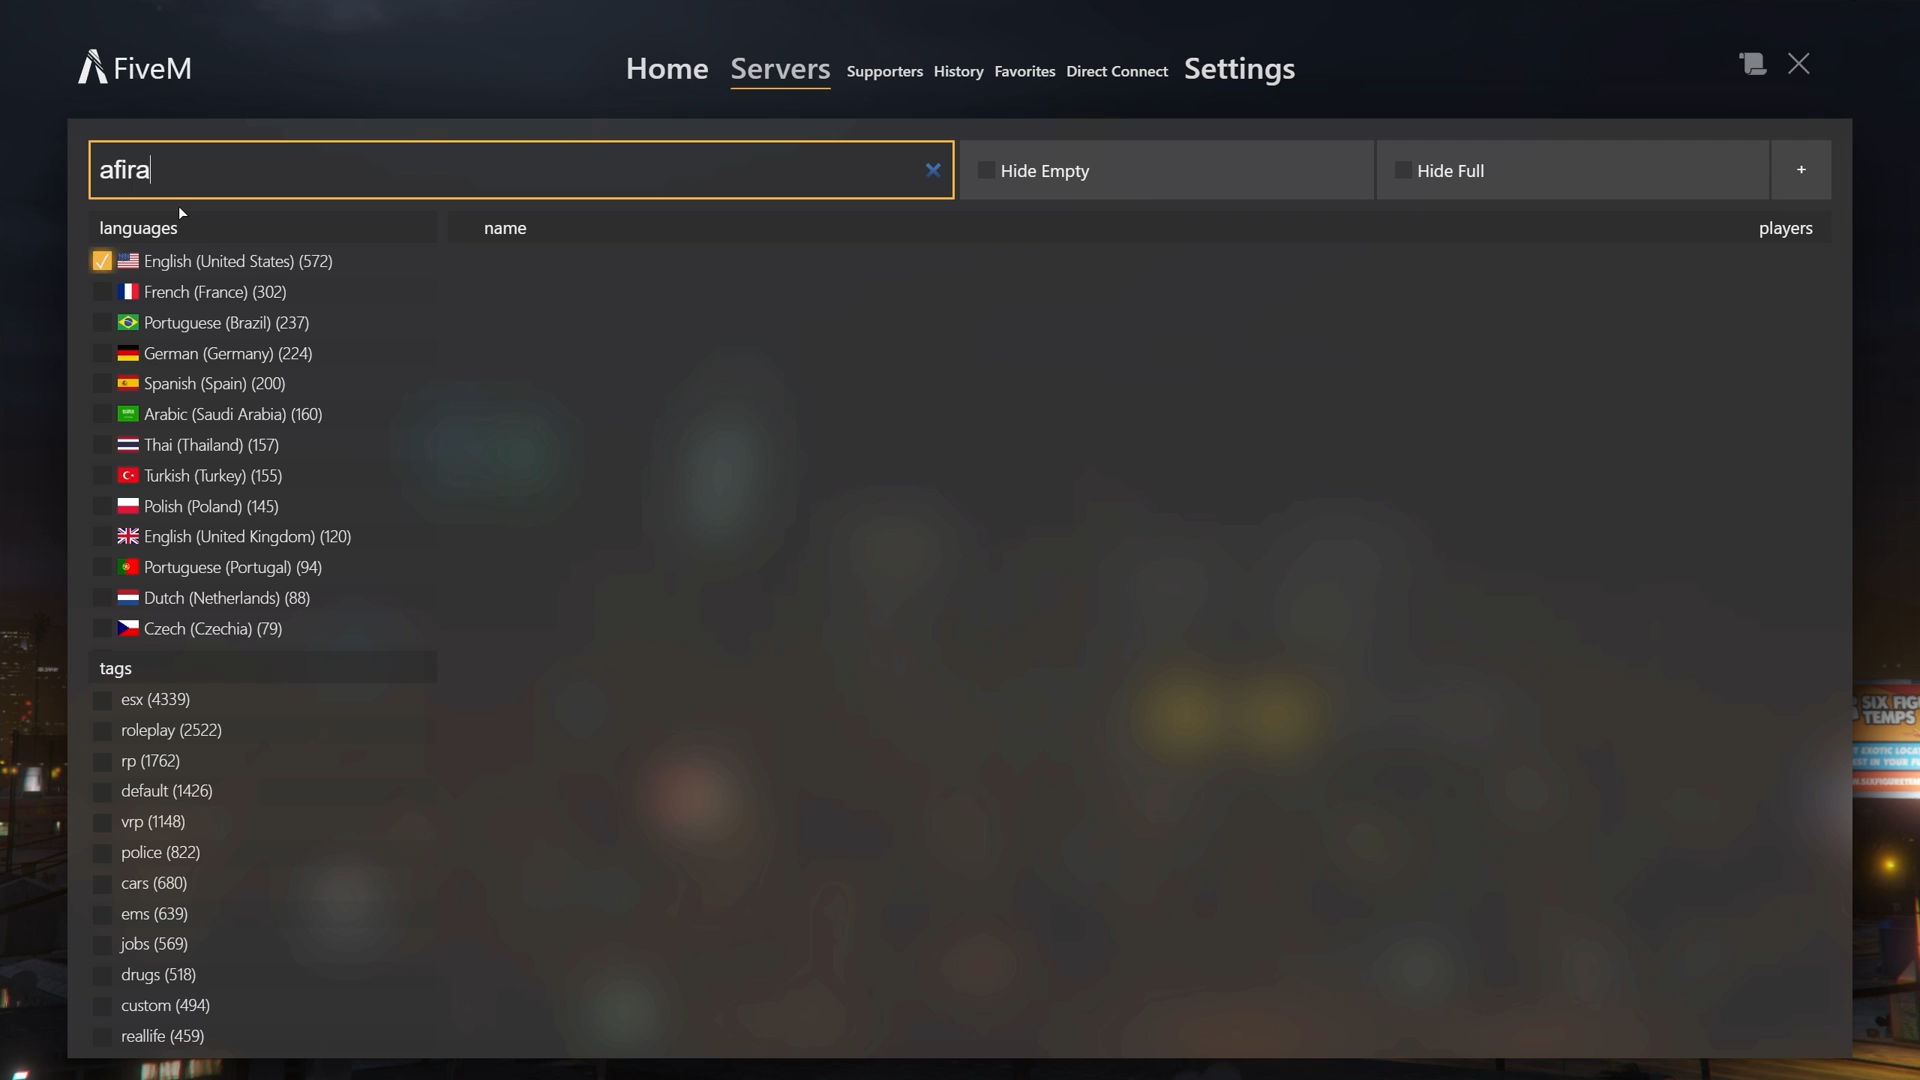 FiveM
Home Servers Supporters History Favorites Direct Connect Settings
afira
Hide Empty
Hide Full
+
languages
name
players
English (United States) (572)
French (France) (302)
Portuguese (Brazil) (237)
German (Germany) (224)
Spanish (Spain) (200)
Arabic (Saudi Arabia) (160)
Thai (Thailand) (157)
Turkish (Turkey) (155)
Polish (Poland) (145)
English (United Kingdom) (120)
Portuguese (Portugal) (94)
Dutch (Netherlands) (88)
Czech (Czechia) (79)
tags
esx (4339)
roleplay (2522)
rp (1762)
default (1426)
vrp (1148)
police (822)
cars (680)
ems (639)
jobs (569)
drugs (518)
custom (494)
reallife (459)
SIX FIG
TEMPS